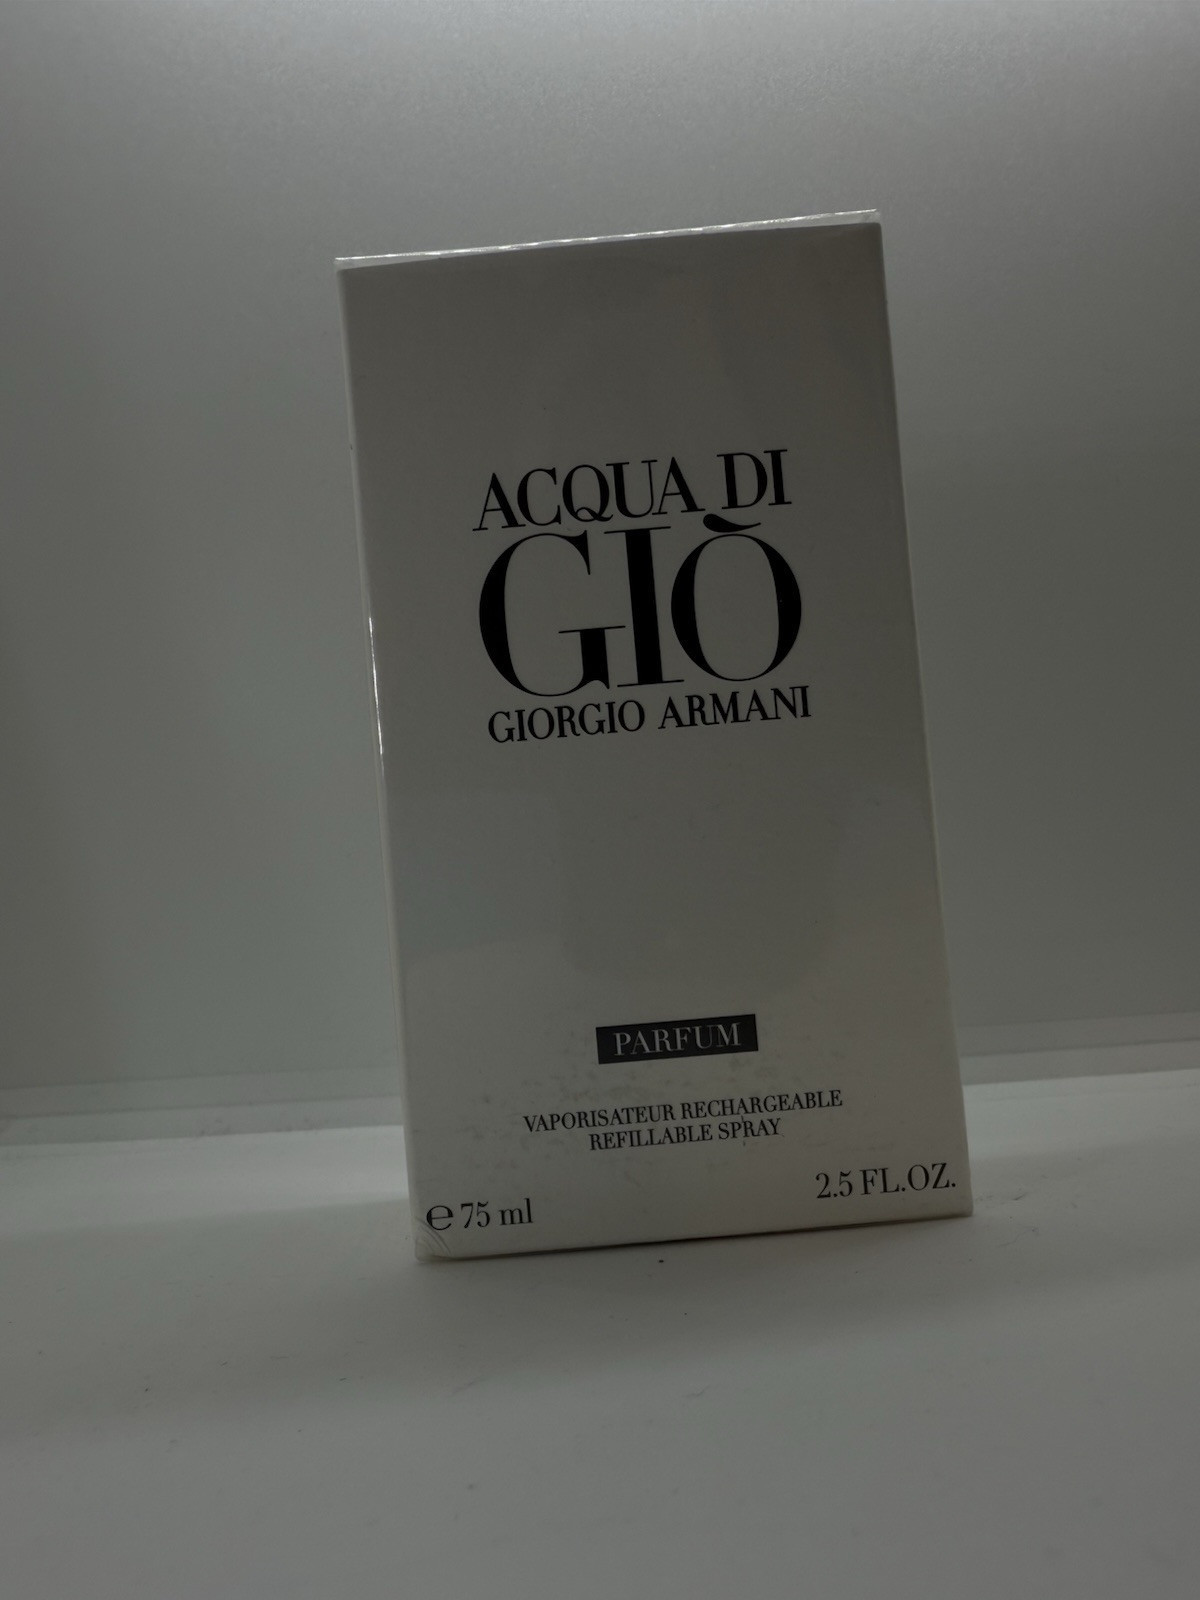 ACQUA DI
GIÒ
GIORGIO ARMANI
PARFUM
VAPORISATEUR RECHARGEABLE
REFILLABLE SPRAY
℮ 75 ml
2.5 FL.OZ.